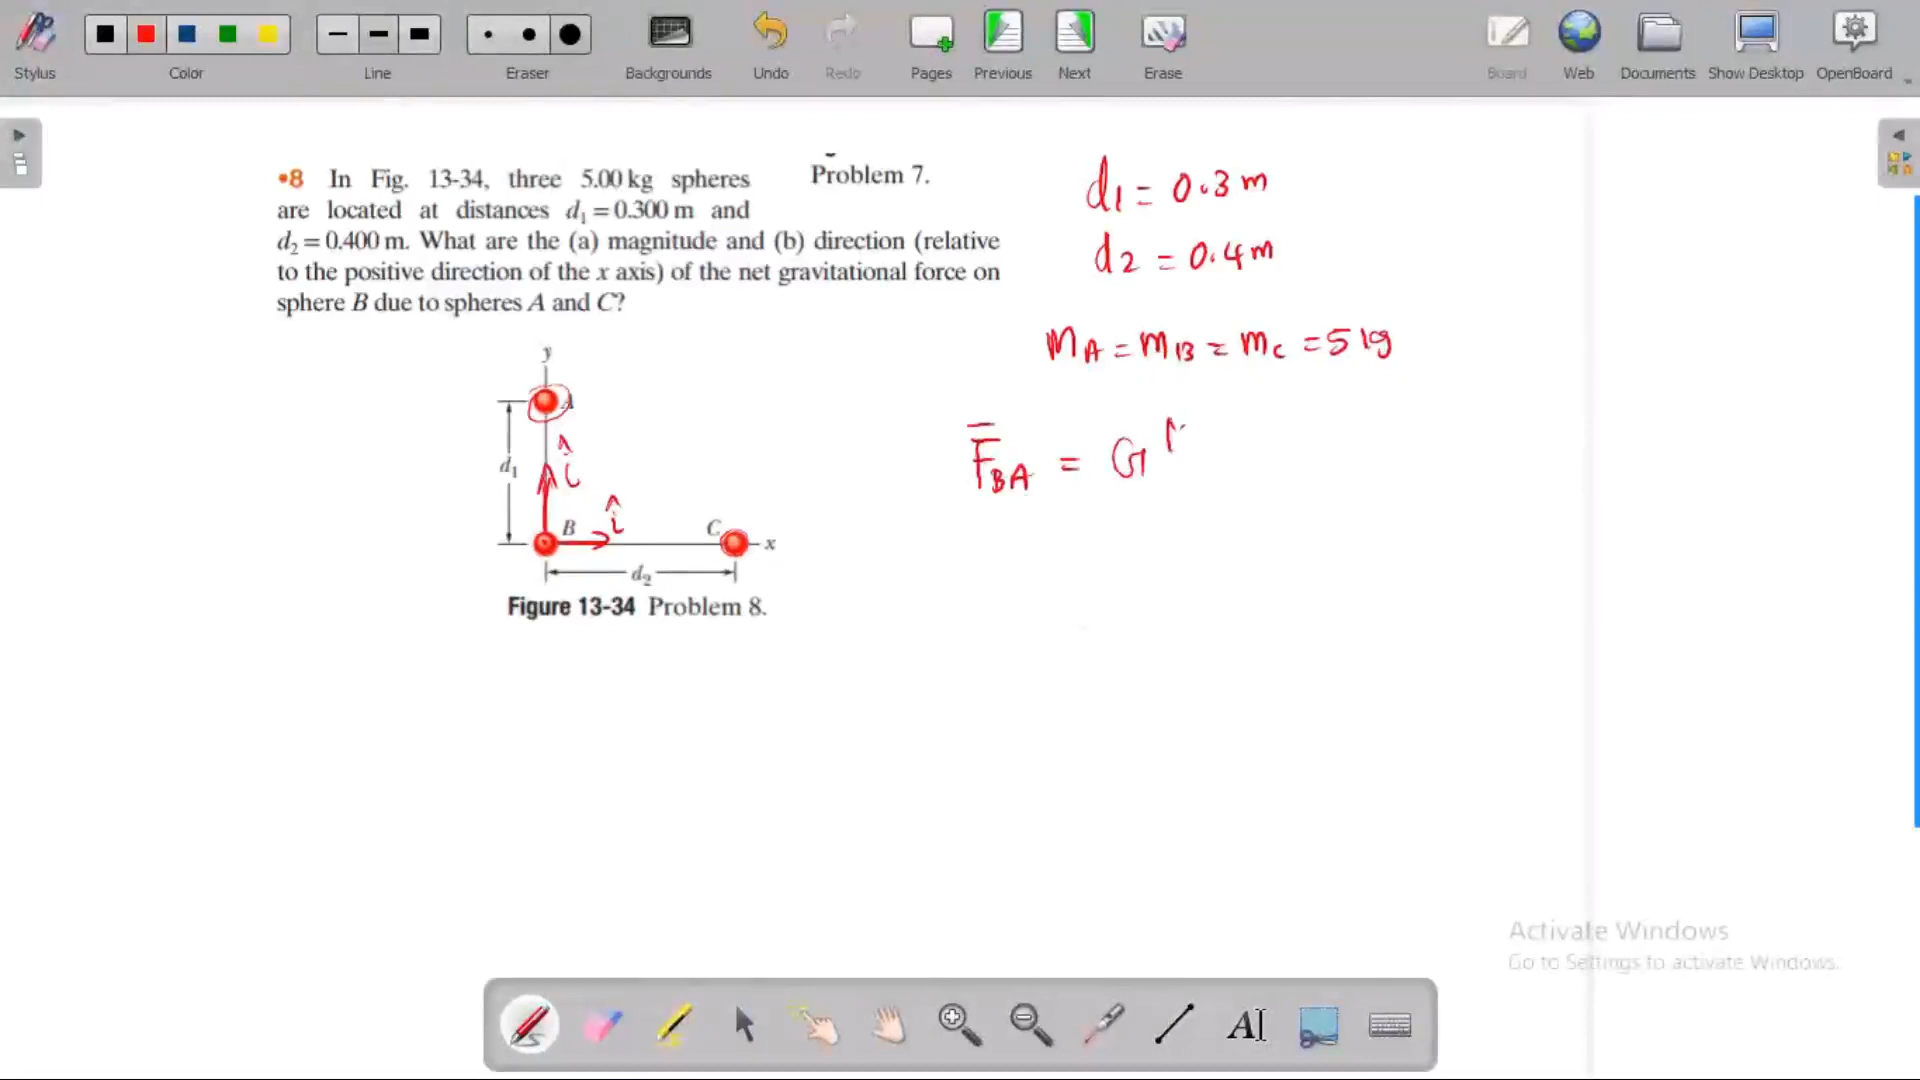 Stylus
Color
Line
Eraser
Backgrounds
Undo
Redo
Pages
Previous
Next
Erase
Board
Web
Documents
Show Desktop
OpenBoard
•8 In Fig. 13-34, three 5.00 kg spheres
are located at distances d₁ = 0.300 m and
d₂ = 0.400 m. What are the (a) magnitude and (b) direction (relative
to the positive direction of the x axis) of the net gravitational force on
sphere B due to spheres A and C?
Problem 7.
d1 = 0.3 m
d2 = 0.4 m
mA = mB = mC = 5 kg
F̄BA = G
y
A
d₁
î
î
B
C
x
d₂
Figure 13-34 Problem 8.
Activate Windows
Go to Settings to activate Windows.
A